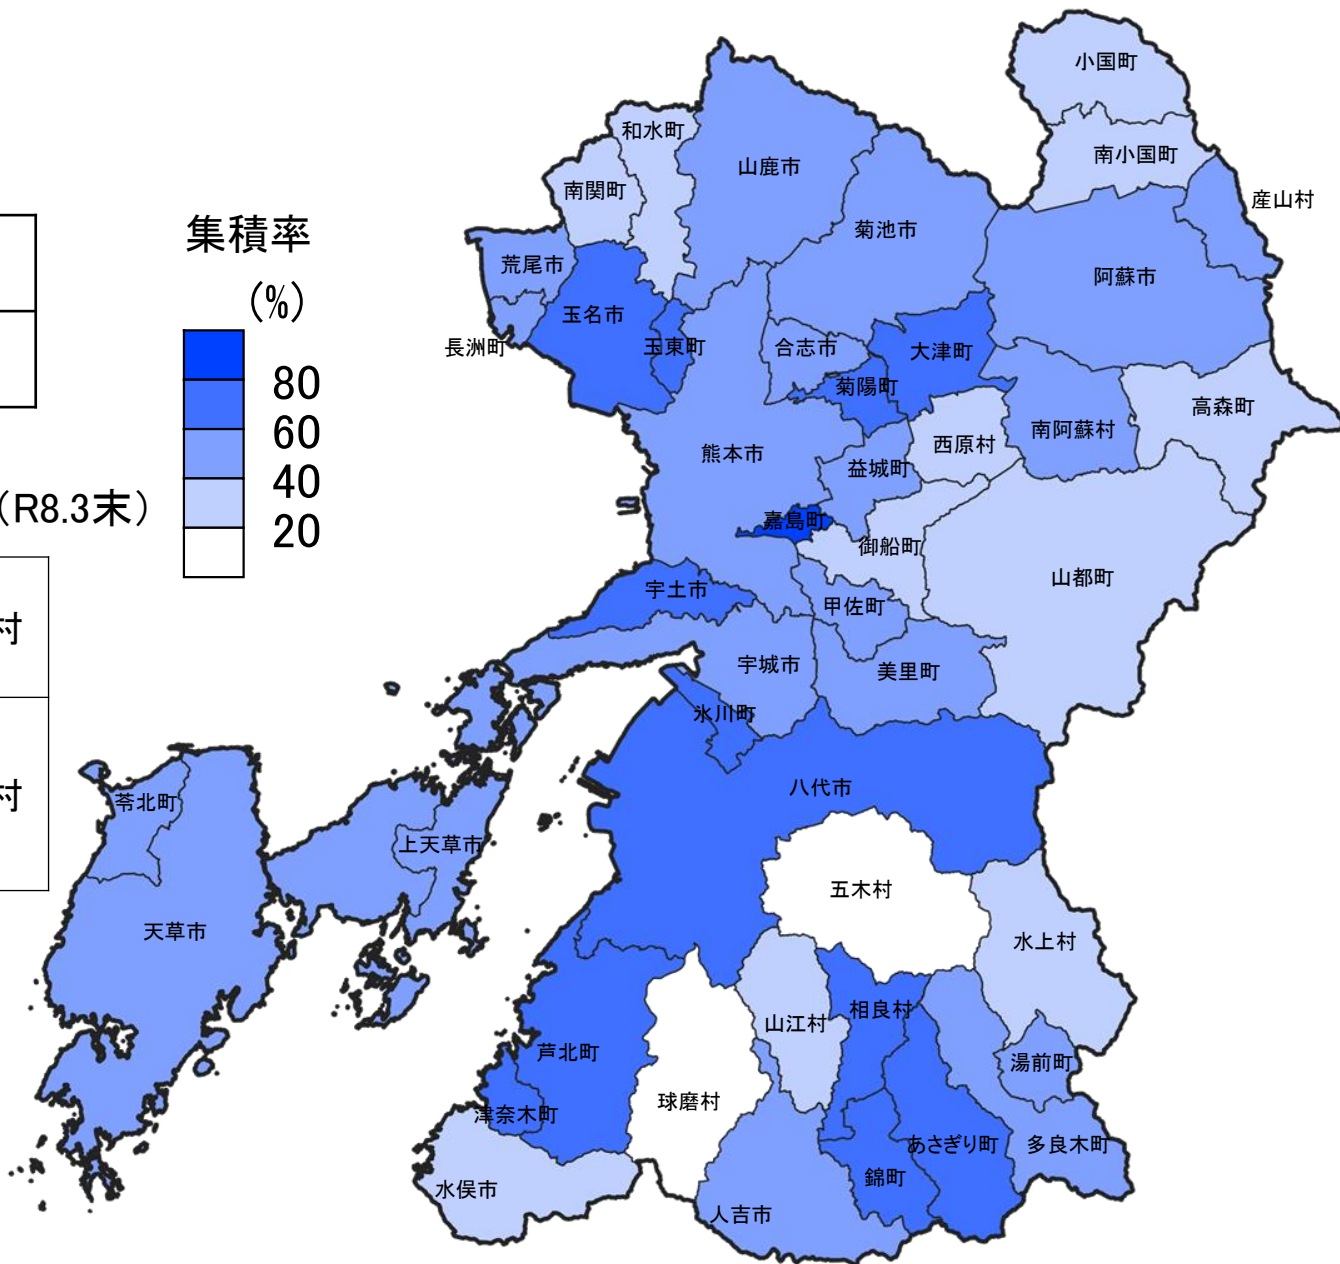 小国町
和水町
山鹿市
南小国町
南関町
産山村
集積率
菊池市
荒尾市
阿蘇市
(%)
玉名市
長洲町
玉東町
合志市
大津町
80
菊陽町
高森町
60
熊本市
西原村
南阿蘇村
益城町
40
(R8.3末)
嘉島町
20
御船町
山都町
宇土市
甲佐町
村
宇城市
美里町
氷川町
八代市
村
苓北町
上天草市
五木村
天草市
水上村
相良村
山江村
芦北町
湯前町
球磨村
津奈木町
あさぎり町
多良木町
錦町
水俣市
人吉市